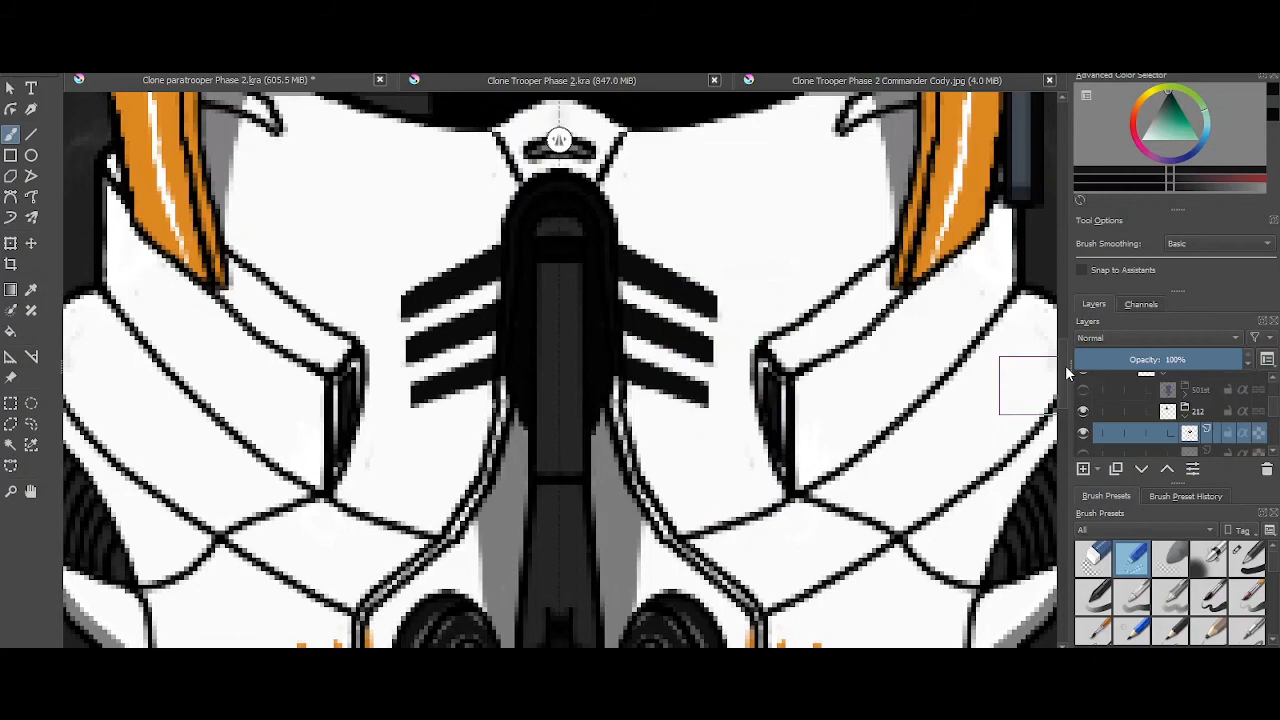 Clone paratrooper Phase 2.kra (605.5 MiB) *
Clone Trooper Phase 2.kra (847.0 MiB)
Clone Trooper Phase 2 Commander Cody.jpg (4.0 MiB)
Advanced Color Selector
Tool Options
Brush Smoothing:
Basic
Snap to Assistants
Layers
Channels
Layers
Normal
Opacity: 100%
501st
212
Brush Presets
Brush Preset History
Brush Presets
All
Tag